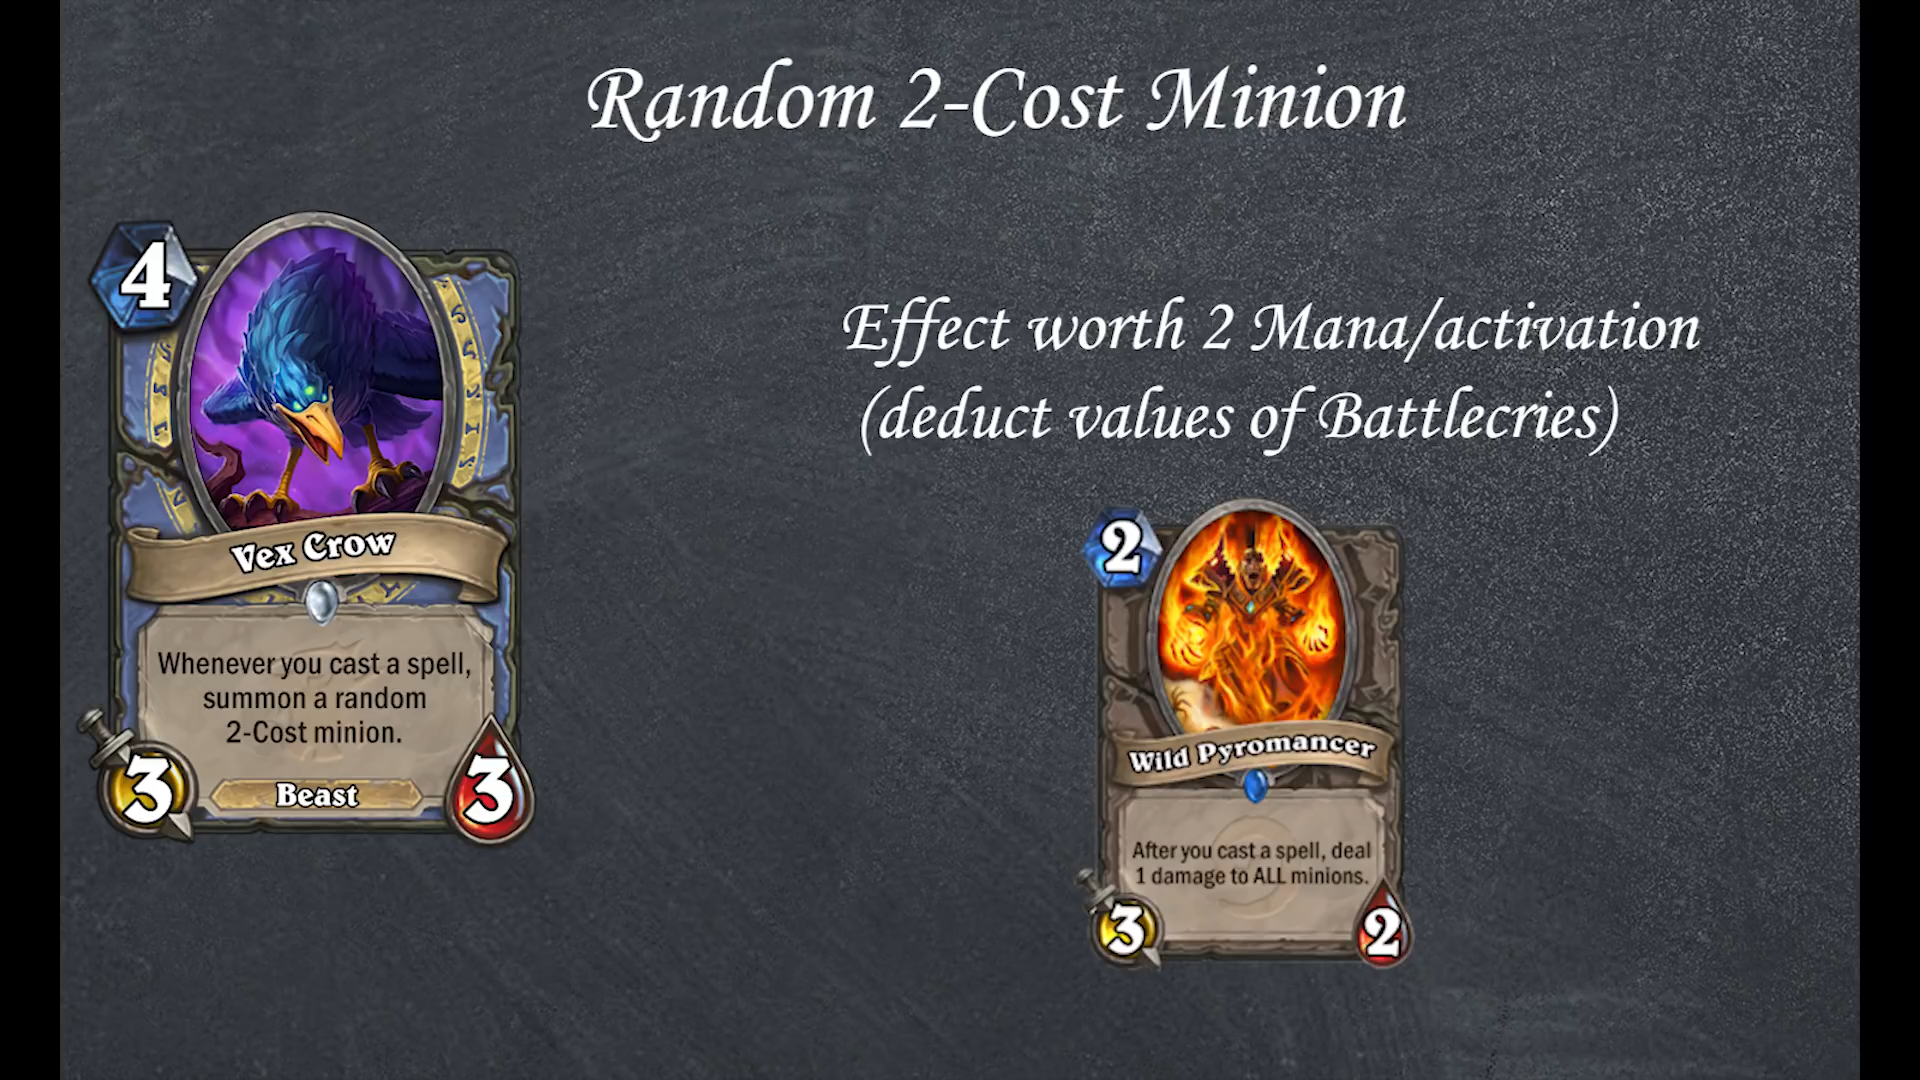 Random 2-Cost Minion
4
Vex Crow
Whenever you cast a spell,
summon a random
2-Cost minion.
3
Beast
3
Effect worth 2 Mana/activation
(deduct values of Battlecries)
2
Wild Pyromancer
After you cast a spell, deal
1 damage to ALL minions.
3
2